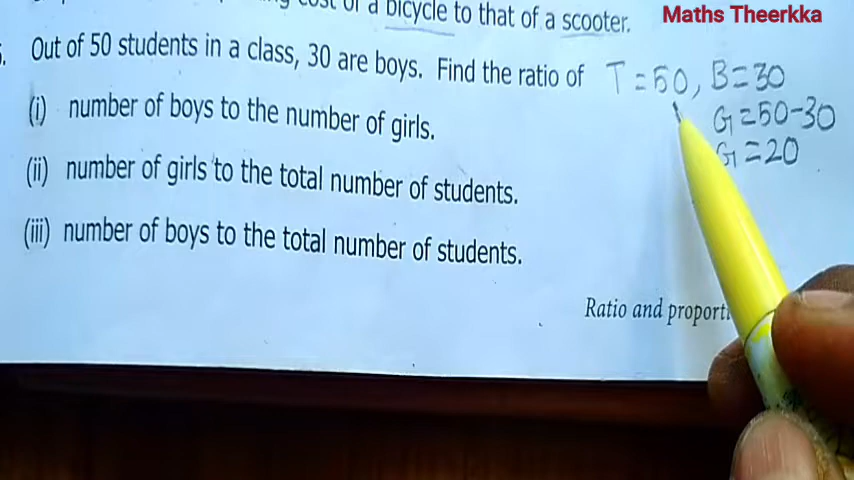 cost of a bicycle to that of a scooter.
Maths Theerkka
Out of 50 students in a class, 30 are boys. Find the ratio of
T = 50, B = 30
(i) number of boys to the number of girls.
G = 50 - 30
G = 20
(ii) number of girls to the total number of students.
(iii) number of boys to the total number of students.
Ratio and